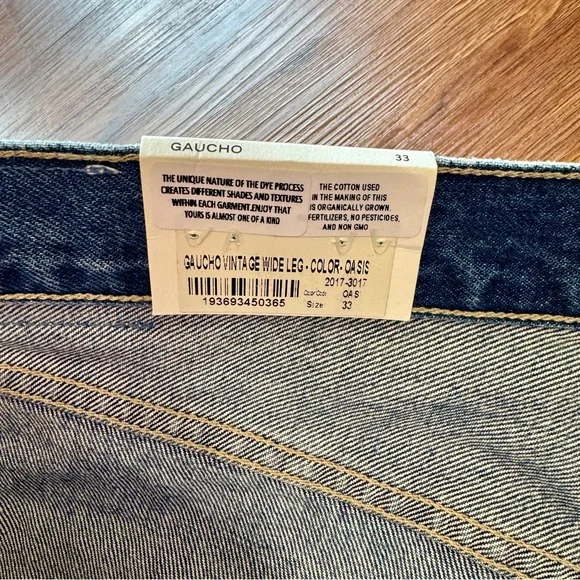 GAUCHO
33
THE UNIQUE NATURE OF THE DYE PROCESS
CREATES DIFFERENT SHADES AND TEXTURES
WITHIN EACH GARMENT.ENJOY THAT
YOURS IS ALMOST ONE OF A KIND
THE COTTON USED
IN THE MAKING OF THIS
IS ORGANICALLY GROWN.
FERTILIZERS, NO PESTICIDES,
AND NON GMO
GAUCHO VINTAGE WIDE LEG - COLOR- OASIS
2017-3017
Color Code: OAS
193693450365
Size: 33